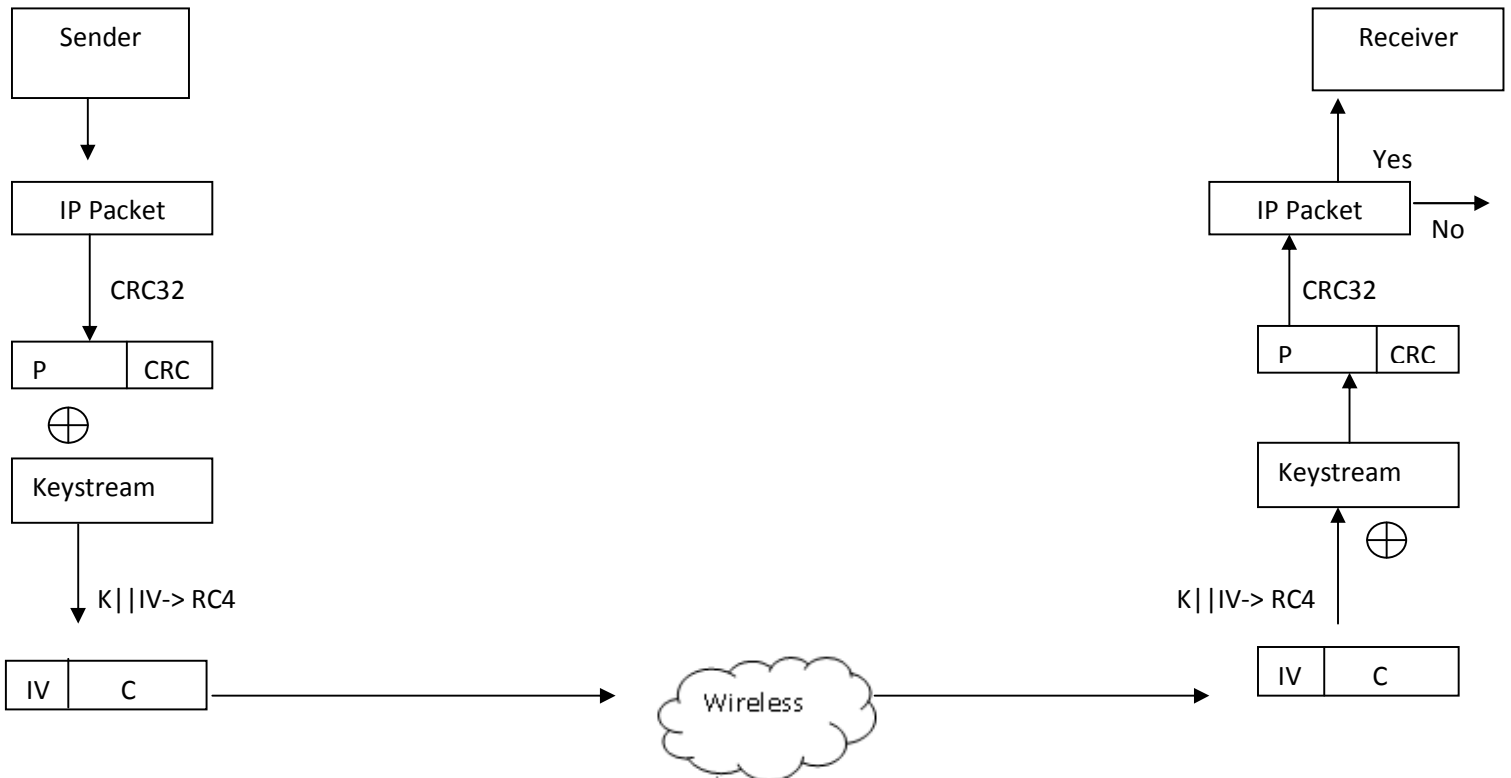 Sender
IP Packet
CRC32
P CRC
Keystream
K||IV-> RC4
IV C
Wireless
Receiver
Yes
IP Packet
No
CRC32
P CRC
Keystream
K||IV-> RC4
IV C